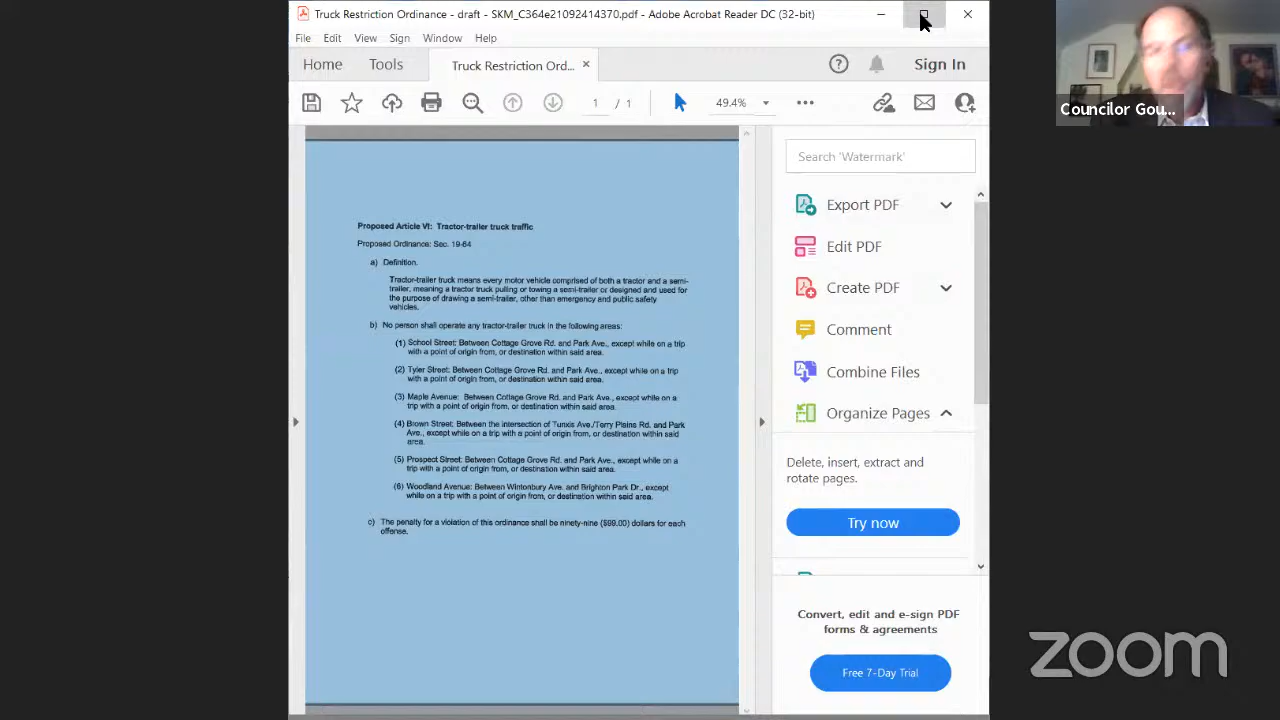 Truck Restriction Ordinance - draft - SKM_C364e21092414370.pdf - Adobe Acrobat Reader DC (32-bit)
File Edit View Sign Window Help
Home Tools Truck Restriction Ord... × Sign In
1 / 1 49.4%
Councilor Gou...
Proposed Article VI: Tractor-trailer truck traffic
Proposed Ordinance: Sec. 19-64
a) Definition.
Tractor-trailer truck means every motor vehicle comprised of both a tractor and a semi-
trailer, meaning a tractor truck pulling or towing a semi-trailer or designed and used for
the purpose of drawing a semi-trailer, other than emergency and public safety
vehicles.
b) No person shall operate any tractor-trailer truck in the following areas:
(1) School Street: Between Cottage Grove Rd. and Park Ave., except while on a trip
with a point of origin from, or destination within said area.
(2) Tyler Street: Between Cottage Grove Rd. and Park Ave., except while on a trip
with a point of origin from, or destination within said area.
(3) Maple Avenue: Between Cottage Grove Rd. and Park Ave., except while on a
trip with a point of origin from, or destination within said area.
(4) Brown Street: Between the intersection of Tunxis Ave./Terry Plains Rd. and Park
Ave., except while on a trip with a point of origin from, or destination within said
area.
(5) Prospect Street: Between Cottage Grove Rd. and Park Ave., except while on a
trip with a point of origin from, or destination within said area.
(6) Woodland Avenue: Between Wintonbury Ave. and Brighton Park Dr., except
while on a trip with a point of origin from, or destination within said area.
c) The penalty for a violation of this ordinance shall be ninety-nine ($99.00) dollars for each
offense.
Search 'Watermark'
Export PDF
Edit PDF
Create PDF
Comment
Combine Files
Organize Pages
Delete, insert, extract and
rotate pages.
Try now
Convert, edit and e-sign PDF
forms & agreements
Free 7-Day Trial
zoom